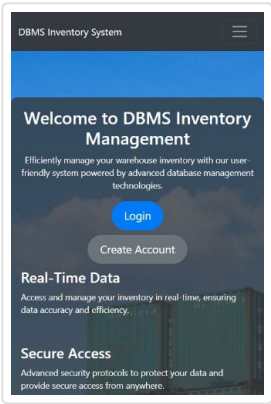 DBMS Inventory System
Welcome to DBMS Inventory
Management
Efficiently manage your warehouse inventory with our user-
friendly system powered by advanced database management
technologies.
Login
Create Account
Real-Time Data
Access and manage your inventory in real-time, ensuring
data accuracy and efficiency.
Secure Access
Advanced security protocols to protect your data and
provide secure access from anywhere.